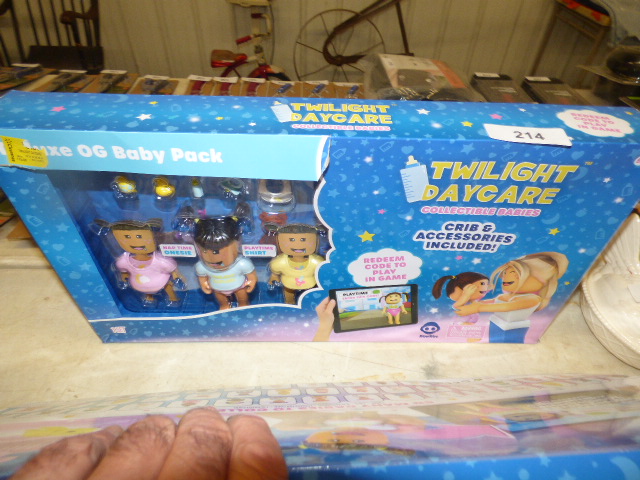 TWILIGHT
DAYCARE
COLLECTIBLE BABIES
REDEEM
CODE TO
PLAY
IN GAME
214
uxe OG Baby Pack
TWILIGHT
DAYCARE
COLLECTIBLE BABIES
CRIB &
ACCESSORIES
INCLUDED!
NAP TIME
ONESIE
PLAYTIME
SHIRT
REDEEM
CODE TO PLAY
IN GAME
PLAYTIME